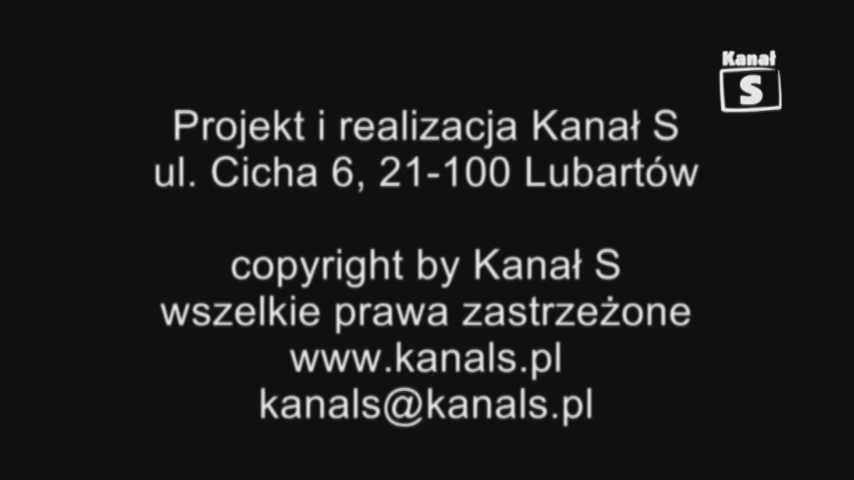 Kanał
S
Projekt i realizacja Kanał S
ul. Cicha 6, 21-100 Lubartów
copyright by Kanał S
wszelkie prawa zastrzeżone
www.kanals.pl
kanals@kanals.pl